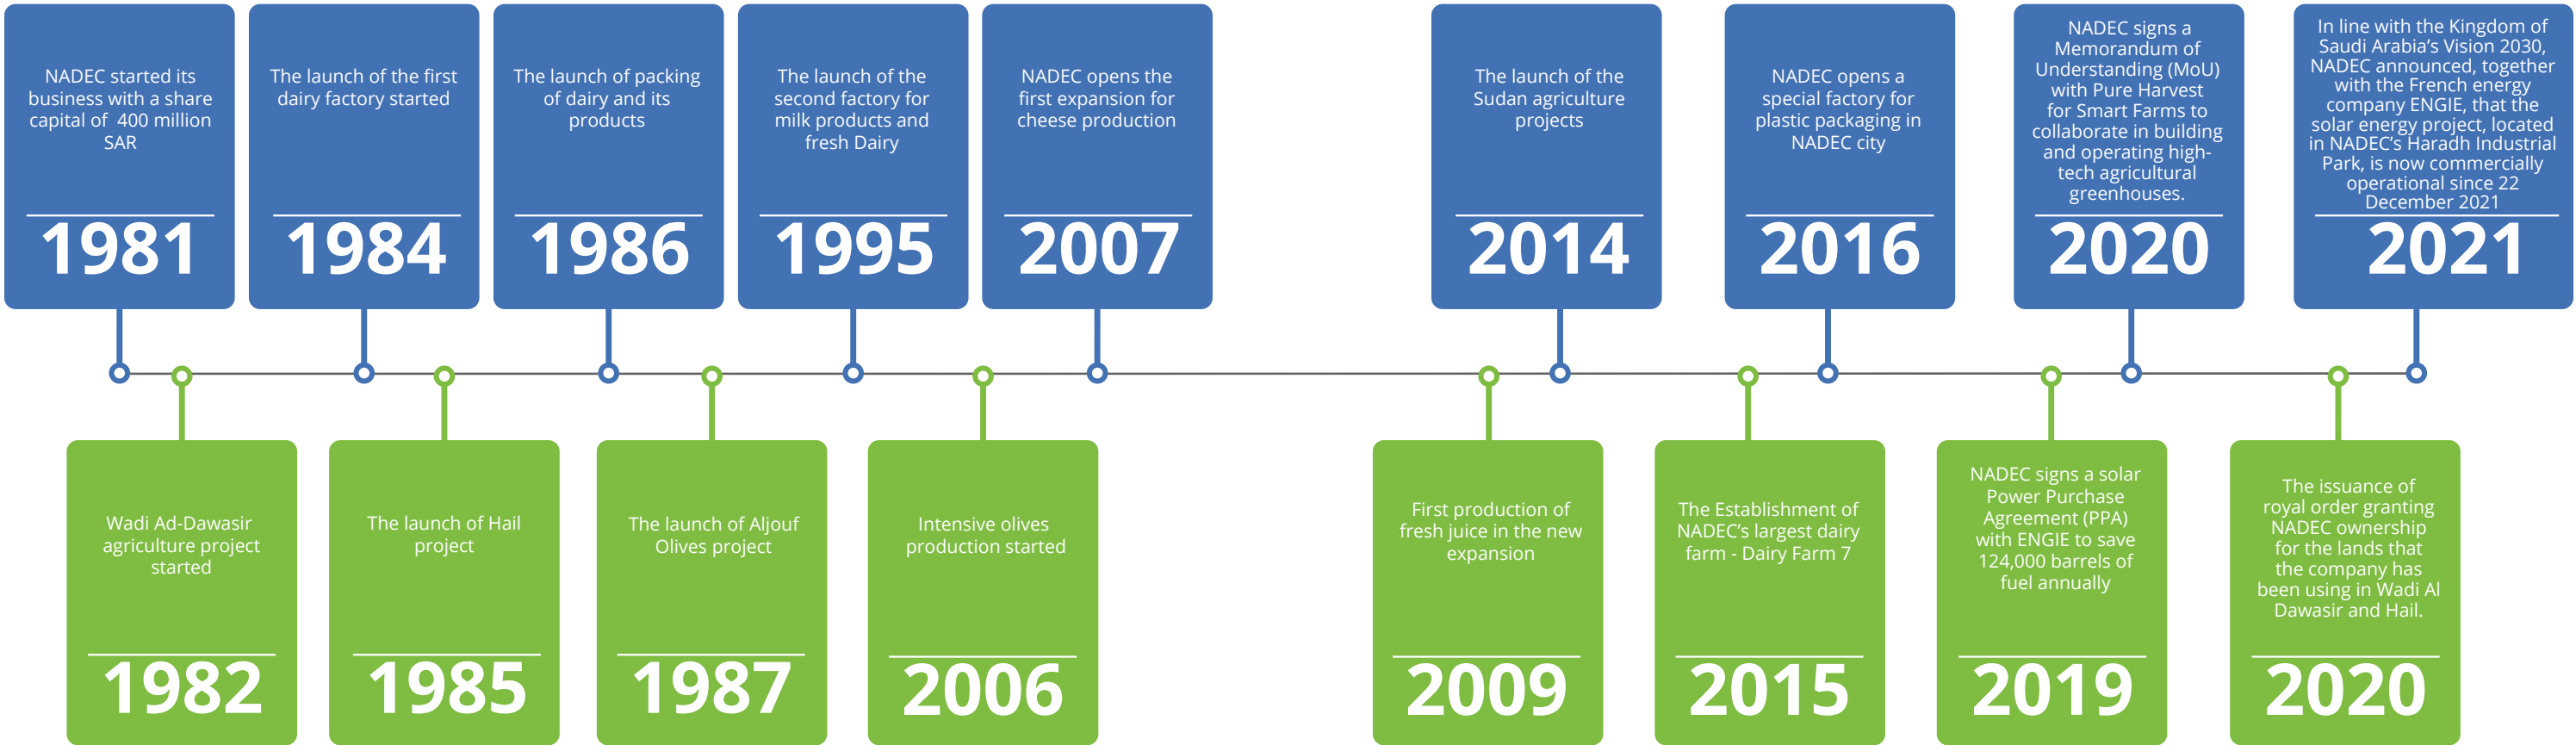 NADEC started its
business with a share
capital of 400 million
SAR
1981
The launch of the first
dairy factory started
1984
The launch of packing
of dairy and its
products
1986
The launch of the
second factory for
milk products and
fresh Dairy
1995
NADEC opens the
first expansion for
cheese production
2007
The launch of the
Sudan agriculture
projects
2014
NADEC opens a
special factory for
plastic packaging in
NADEC city
2016
NADEC signs a
Memorandum of
Understanding (MoU)
with Pure Harvest
for Smart Farms to
collaborate in building
and operating high-
tech agricultural
greenhouses.
2020
In line with the Kingdom of
Saudi Arabia’s Vision 2030,
NADEC announced, together
with the French energy
company ENGIE, that the
solar energy project, located
in NADEC’s Haradh Industrial
Park, is now commercially
operational since 22
December 2021
2021
Wadi Ad-Dawasir
agriculture project
started
1982
The launch of Hail
project
1985
The launch of Aljouf
Olives project
1987
Intensive olives
production started
2006
First production of
fresh juice in the new
expansion
2009
The Establishment of
NADEC’s largest dairy
farm - Dairy Farm 7
2015
NADEC signs a solar
Power Purchase
Agreement (PPA)
with ENGIE to save
124,000 barrels of
fuel annually
2019
The issuance of
royal order granting
NADEC ownership
for the lands that
the company has
been using in Wadi Al
Dawasir and Hail.
2020